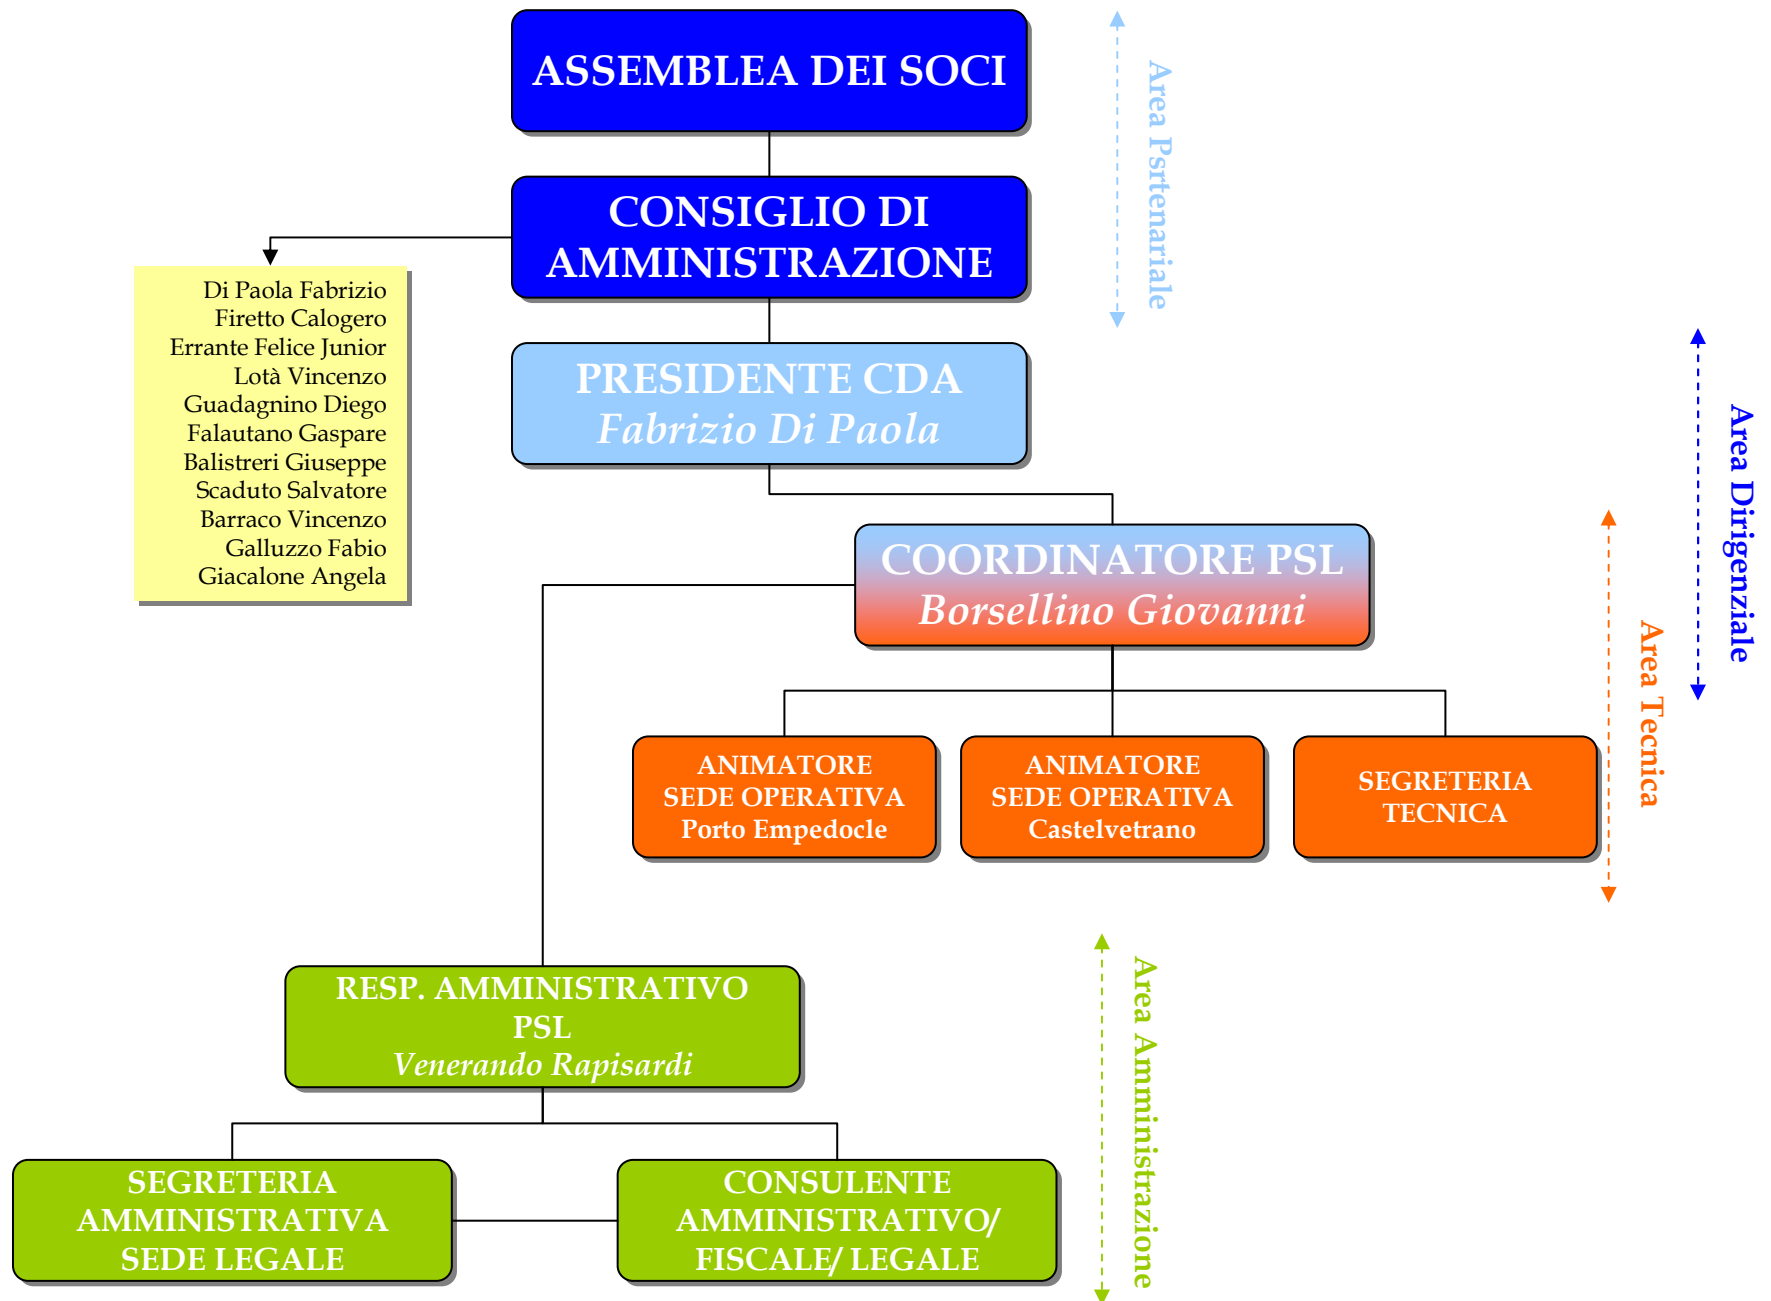 ASSEMBLEA DEI SOCI
Area Psrtenariale
CONSIGLIO DI
AMMINISTRAZIONE
Di Paola Fabrizio
Firetto Calogero
Errante Felice Junior
Lotà Vincenzo
Guadagnino Diego
Falautano Gaspare
Balistreri Giuseppe
Scaduto Salvatore
Barraco Vincenzo
Galluzzo Fabio
Giacalone Angela
PRESIDENTE CDA
Fabrizio Di Paola
Area Dirigenziale
COORDINATORE PSL
Borsellino Giovanni
Area Tecnica
ANIMATORE
SEDE OPERATIVA
Porto Empedocle
ANIMATORE
SEDE OPERATIVA
Castelvetrano
SEGRETERIA
TECNICA
RESP. AMMINISTRATIVO
PSL
Venerando Rapisardi
Area Amministrazione
SEGRETERIA
AMMINISTRATIVA
SEDE LEGALE
CONSULENTE
AMMINISTRATIVO/
FISCALE/ LEGALE